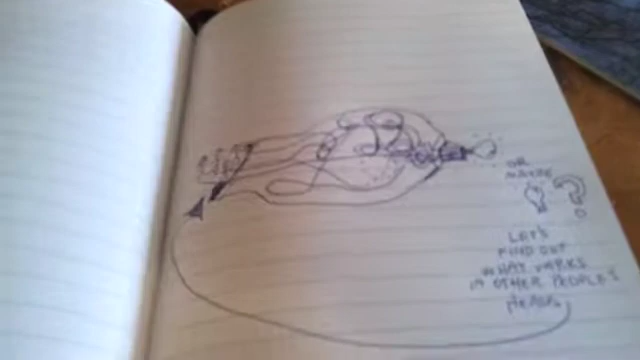 OR
MAYBE
?
LET'S
FIND OUT
WHAT WORKS
IN OTHER PEOPLE'S
HEADS